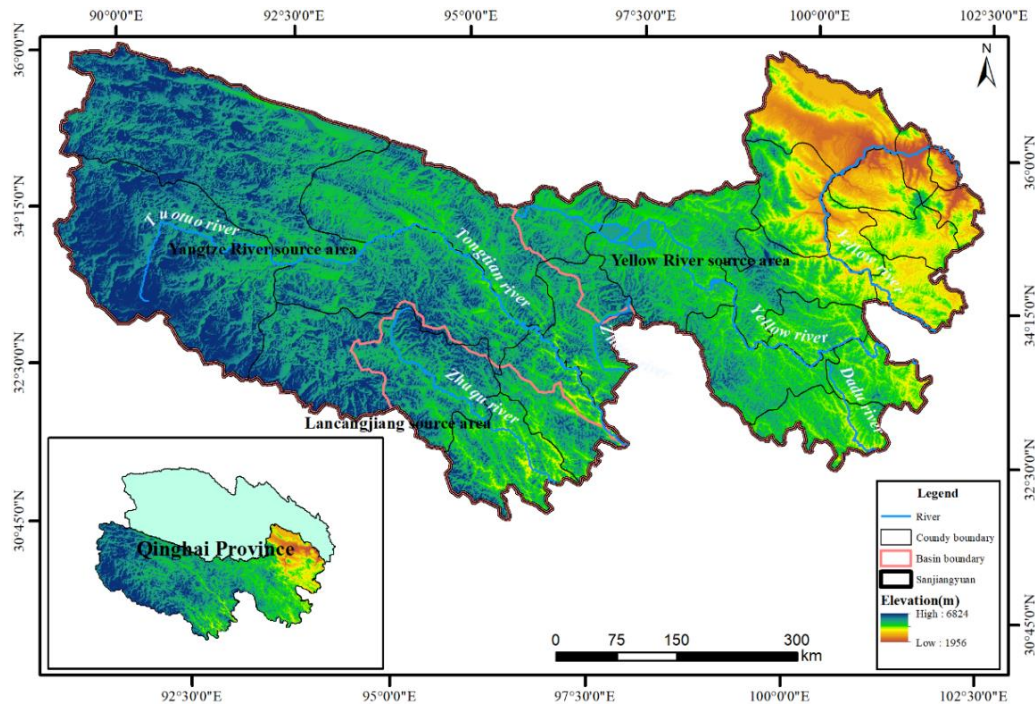 90°0'0"E
92°30'0"E
95°0'0"E
97°30'0"E
100°0'0"E
102°30'0"E
36°0'0"N
34°15'0"N
32°30'0"N
30°45'0"N
36°0'0"N
34°15'0"N
32°30'0"N
30°45'0"N
N
Tuotuo river
Yangtze River source area
Tongtian river
Yellow River source area
Yellow river
Yellow river
Dadu river
Zhuqu river
Lancangjiang source area
Qinghai Province
Legend
River
Coundy boundary
Basin boundary
Sanjiangyuan
Elevation(m)
High : 6824
Low : 1956
0 75 150 300
km
92°30'0"E
95°0'0"E
97°30'0"E
100°0'0"E
102°30'0"E